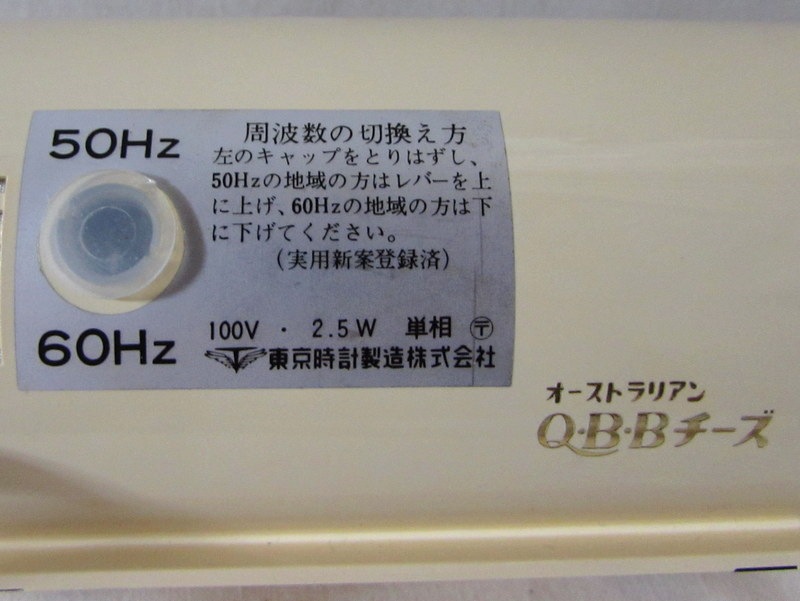 50Hz
周波数の切換え方
左のキャップをとりはずし、
50Hzの地域の方はレバーを上
に上げ、60Hzの地域の方は下
に下げてください。
(実用新案登録済)
60Hz
100V ・ 2.5W 単相 〶
東京時計製造株式会社
オーストラリアン
Q・B・Bチーズ